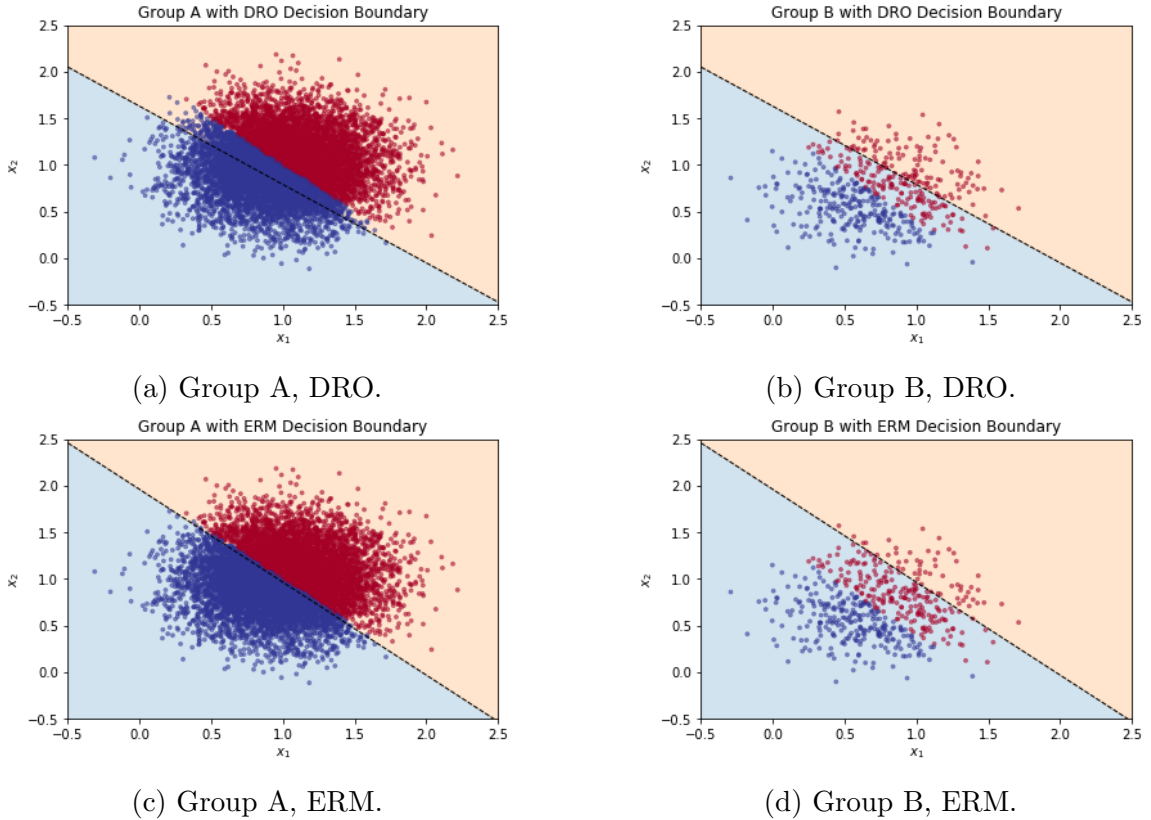 Group A with DRO Decision Boundary
2.5
2.0
1.5
1.0
0.5
0.0
−0.5
x₂
−0.5 0.0 0.5 1.0 1.5 2.0 2.5
x₁
(a) Group A, DRO.
Group B with DRO Decision Boundary
2.5
2.0
1.5
1.0
0.5
0.0
−0.5
x₂
−0.5 0.0 0.5 1.0 1.5 2.0 2.5
x₁
(b) Group B, DRO.
Group A with ERM Decision Boundary
2.5
2.0
1.5
1.0
0.5
0.0
−0.5
x₂
−0.5 0.0 0.5 1.0 1.5 2.0 2.5
x₁
(c) Group A, ERM.
Group B with ERM Decision Boundary
2.5
2.0
1.5
1.0
0.5
0.0
−0.5
x₂
−0.5 0.0 0.5 1.0 1.5 2.0 2.5
x₁
(d) Group B, ERM.